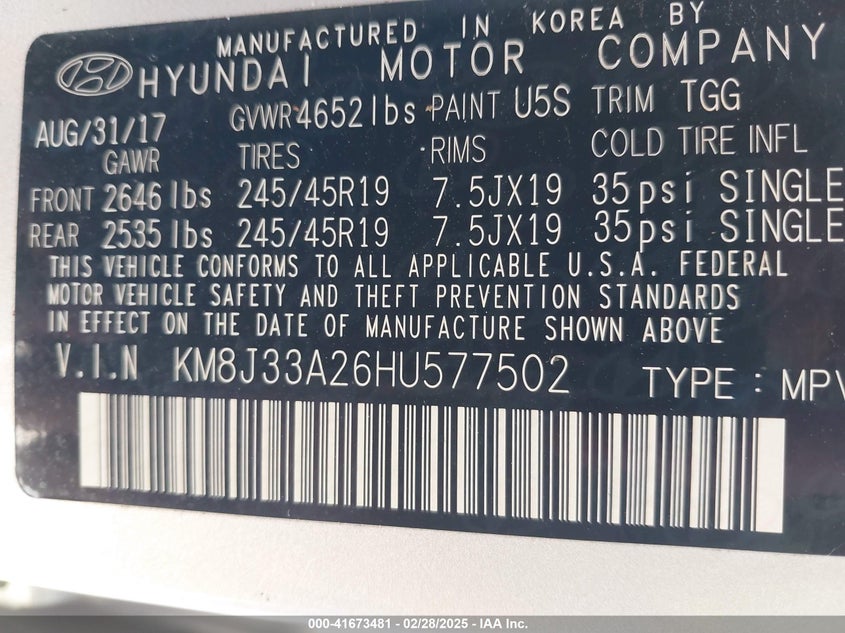 MANUFACTURED IN KOREA BY
HYUNDAI MOTOR COMPANY
AUG/31/17 GVWR 4652 lbs PAINT U5S TRIM TGG
GAWR TIRES RIMS COLD TIRE INFL
FRONT 2646 lbs 245/45R19 7.5JX19 35psi SINGLE
REAR 2535 lbs 245/45R19 7.5JX19 35psi SINGLE
THIS VEHICLE CONFORMS TO ALL APPLICABLE U.S.A. FEDERAL
MOTOR VEHICLE SAFETY AND THEFT PREVENTION STANDARDS
IN EFFECT ON THE DATE OF MANUFACTURE SHOWN ABOVE
V.I.N KM8J33A26HU577502 TYPE : MPV
000-41673481 - 02/28/2025 - IAA Inc.